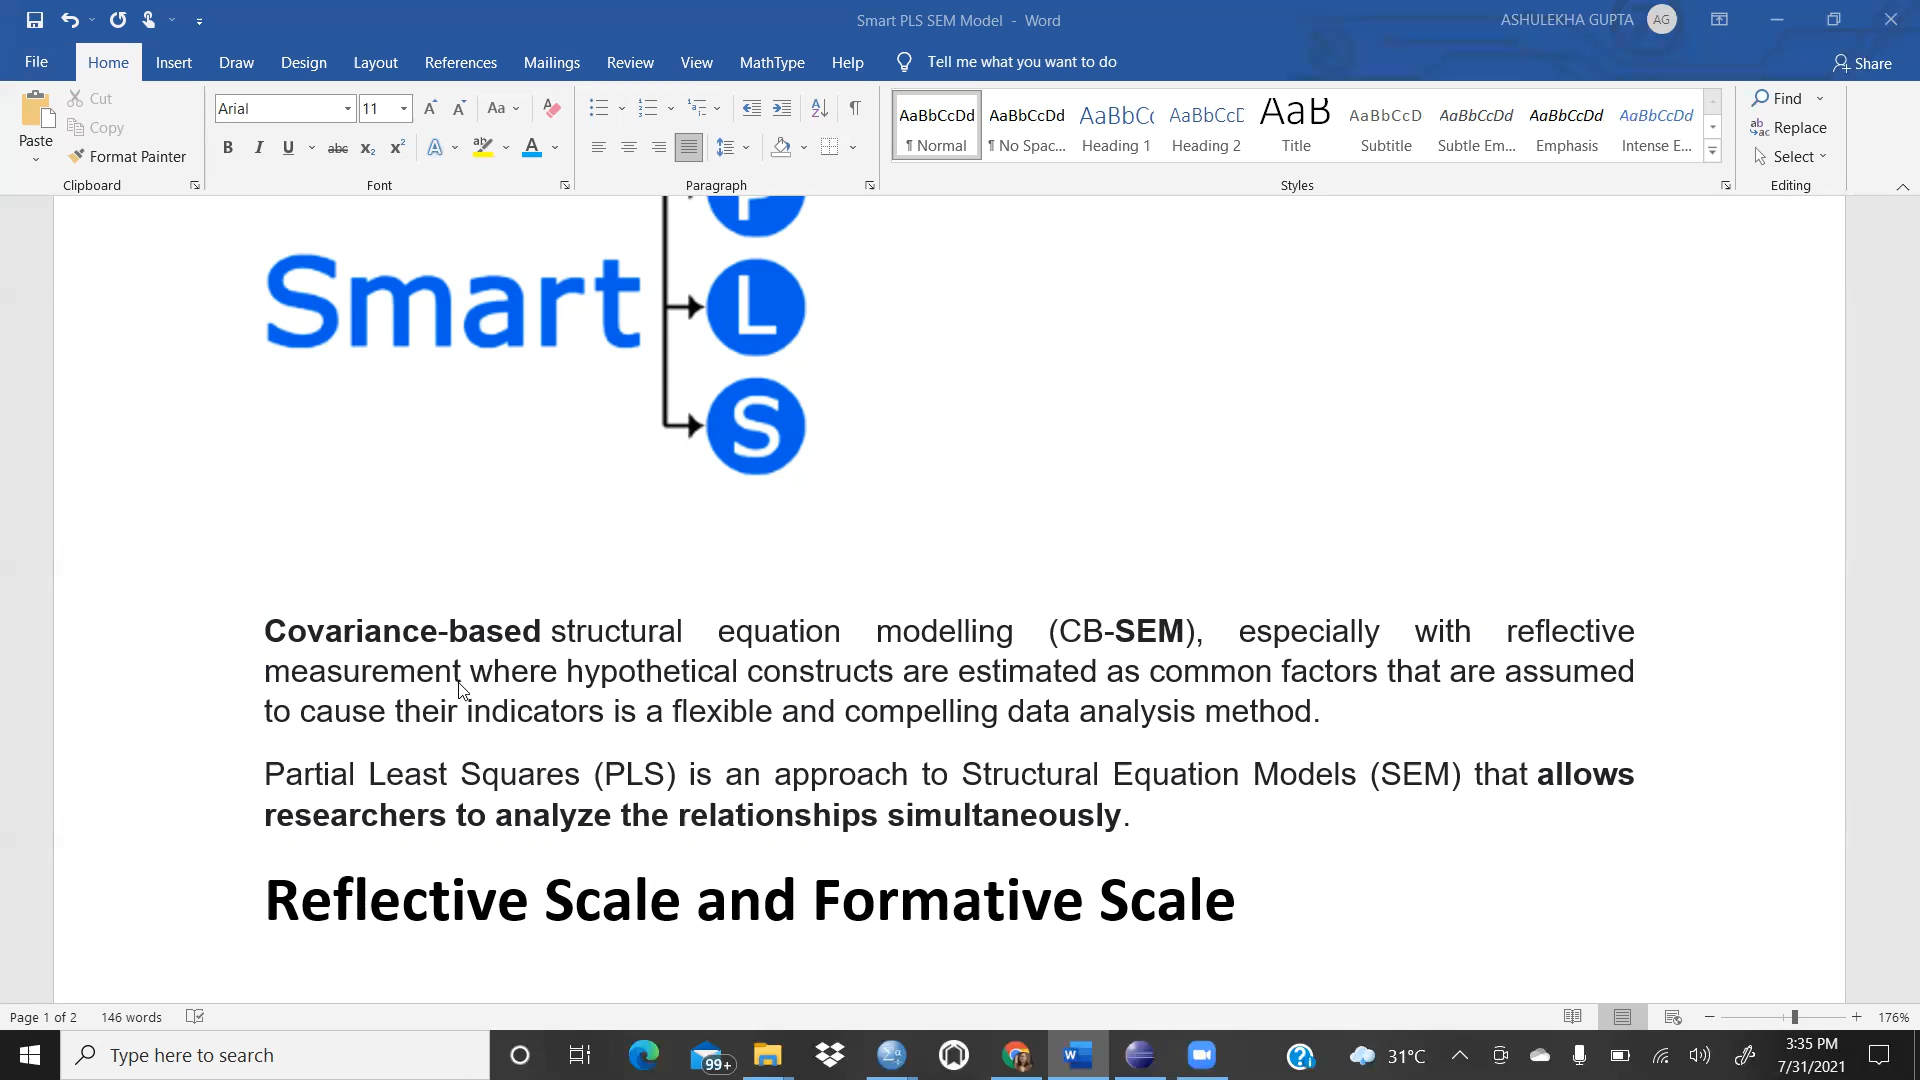 Smart PLS SEM Model - Word
ASHULEKHA GUPTA
AG
File Home Insert Draw Design Layout References Mailings Review View MathType Help Tell me what you want to do Share
Paste
Cut
Copy
Format Painter
Clipboard
Arial 11
Font
Paragraph
AaBbCcDd AaBbCcDd AaBbC AaBbCcD AaB AaBbCcD AaBbCcDd AaBbCcDd AaBbCcDd
¶ Normal ¶ No Spac... Heading 1 Heading 2 Title Subtitle Subtle Em... Emphasis Intense E...
Styles
Find
Replace
Select
Editing
P
Smart
L
S
Covariance-based structural equation modelling (CB-SEM), especially with reflective
measurement where hypothetical constructs are estimated as common factors that are assumed
to cause their indicators is a flexible and compelling data analysis method.
Partial Least Squares (PLS) is an approach to Structural Equation Models (SEM) that allows
researchers to analyze the relationships simultaneously.
Reflective Scale and Formative Scale
Page 1 of 2 146 words
176%
Type here to search
99+
31°C
3:35 PM
7/31/2021